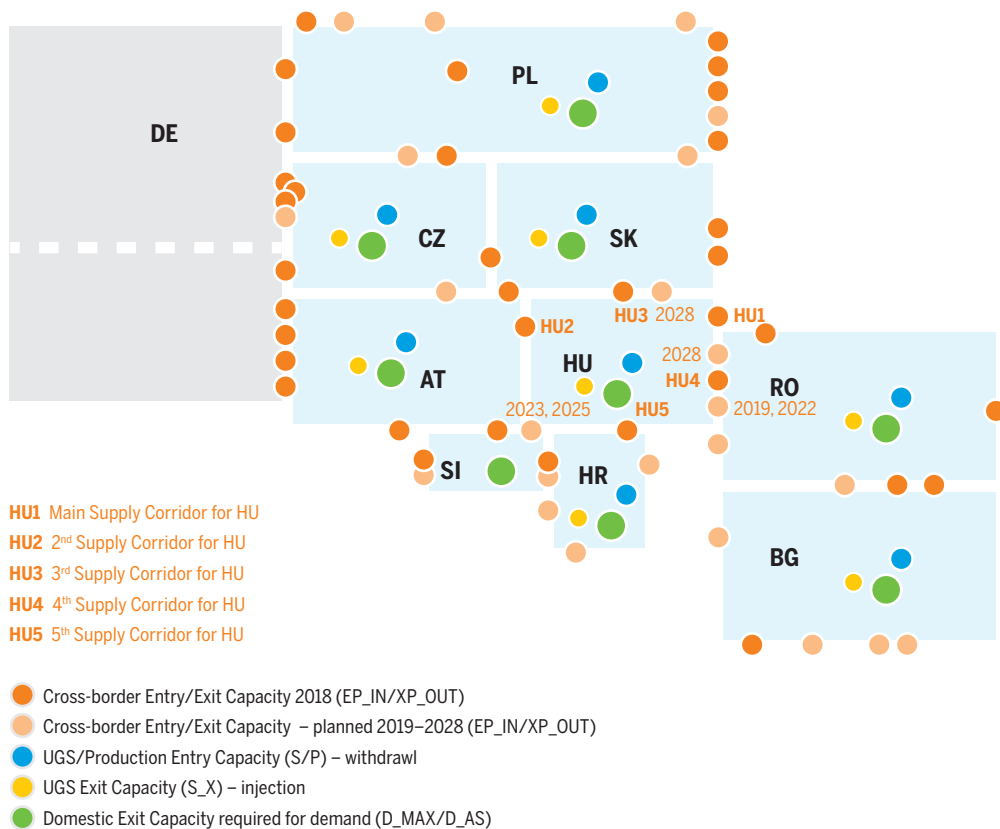 PL
DE
CZ
SK
HU3 2028
HU1
HU2
HU
2028
AT
HU4
RO
2023, 2025
HU5
2019, 2022
SI
HR
HU1 Main Supply Corridor for HU
HU2 2nd Supply Corridor for HU
HU3 3rd Supply Corridor for HU
HU4 4th Supply Corridor for HU
HU5 5th Supply Corridor for HU
BG
Cross-border Entry/Exit Capacity 2018 (EP_IN/XP_OUT)
Cross-border Entry/Exit Capacity – planned 2019–2028 (EP_IN/XP_OUT)
UGS/Production Entry Capacity (S/P) – withdrawl
UGS Exit Capacity (S_X) – injection
Domestic Exit Capacity required for demand (D_MAX/D_AS)